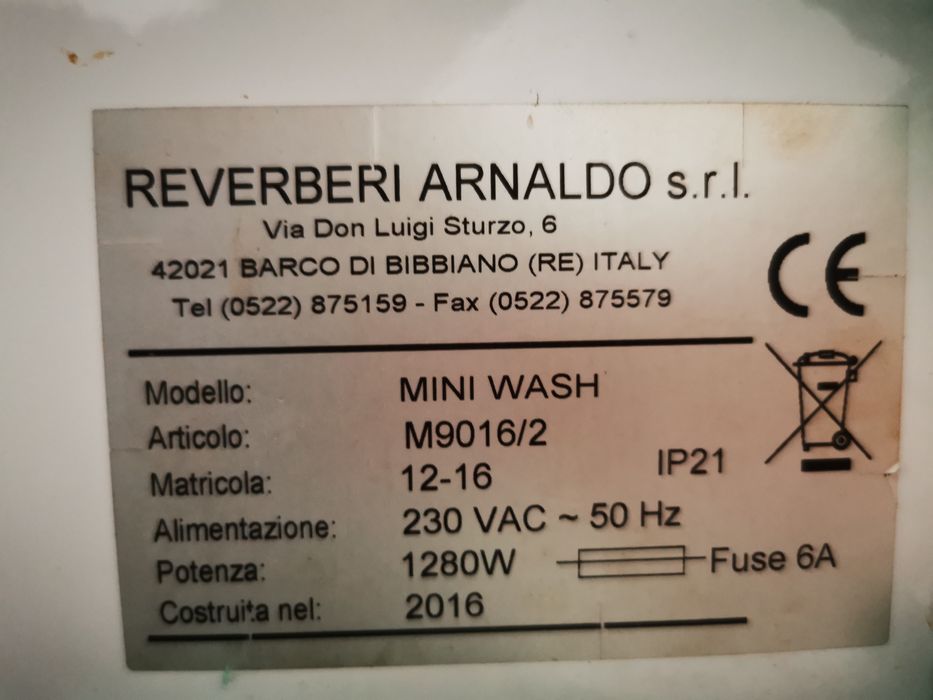 REVERBERI ARNALDO s.r.l.
Via Don Luigi Sturzo, 6
42021 BARCO DI BIBBIANO (RE) ITALY
Tel (0522) 875159 - Fax (0522) 875579
CE
Modello: MINI WASH
Articolo: M9016/2
Matricola: 12-16 IP21
Alimentazione: 230 VAC ~ 50 Hz
Potenza: 1280W Fuse 6A
Costruita nel: 2016